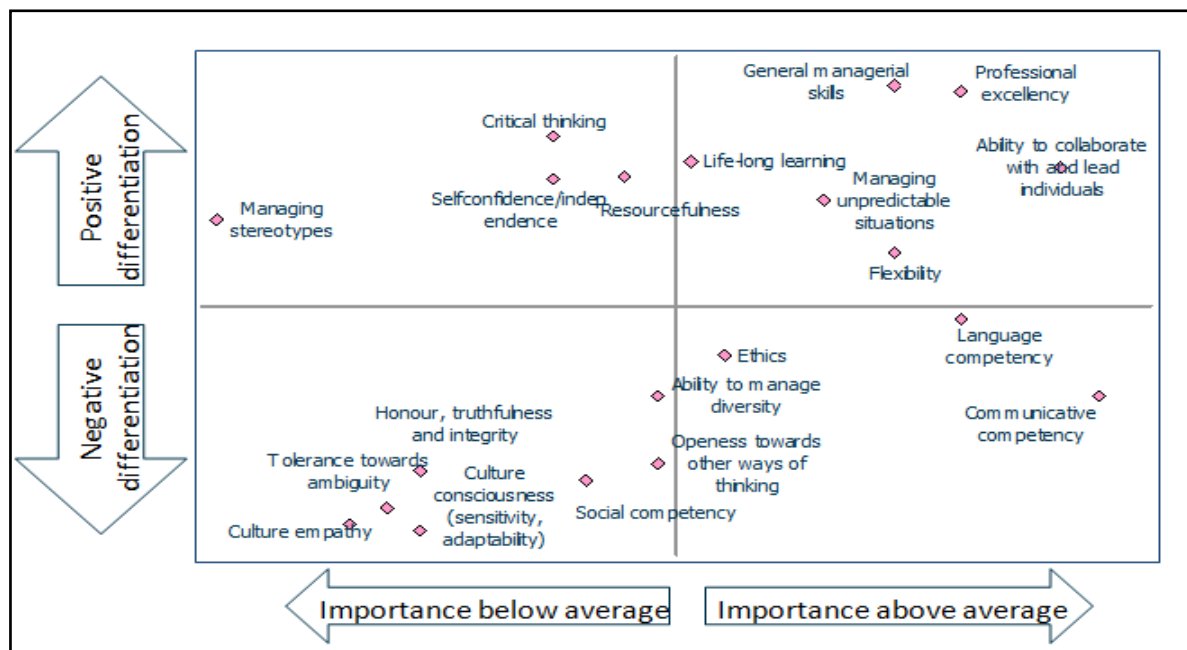 Positive
differentiation
Negative
differentiation
General managerial
skills
Professional
excellency
Critical thinking
Life-long learning
Ability to collaborate
with and lead
individuals
Selfconfidence/indep
endence
Resourcefulness
Managing
unpredictable
situations
Managing
stereotypes
Flexibility
Language
competency
Ethics
Ability to manage
diversity
Communicative
competency
Honour, truthfulness
and integrity
Openess towards
other ways of
thinking
Tolerance towards
ambiguity
Culture
consciousness
(sensitivity,
adaptability)
Social competency
Culture empathy
Importance below average
Importance above average